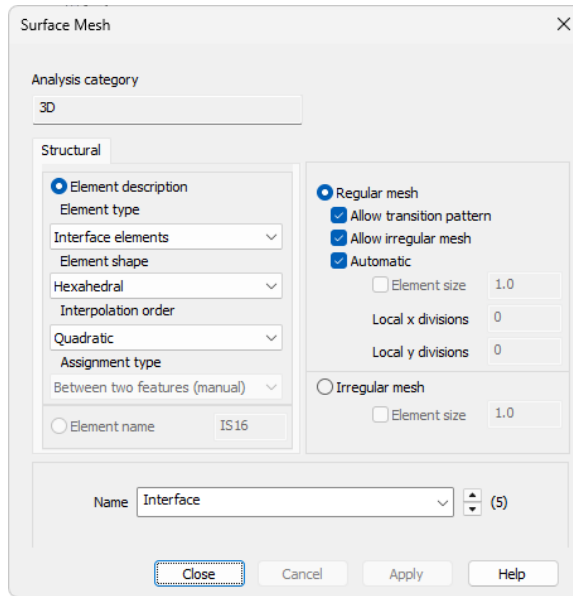 Surface Mesh
Analysis category
3D
Structural
Element description
Element type
Interface elements
Element shape
Hexahedral
Interpolation order
Quadratic
Assignment type
Between two features (manual)
Element name IS16
Regular mesh
Allow transition pattern
Allow irregular mesh
Automatic
Element size 1.0
Local x divisions 0
Local y divisions 0
Irregular mesh
Element size 1.0
Name Interface (5)
Close Cancel Apply Help